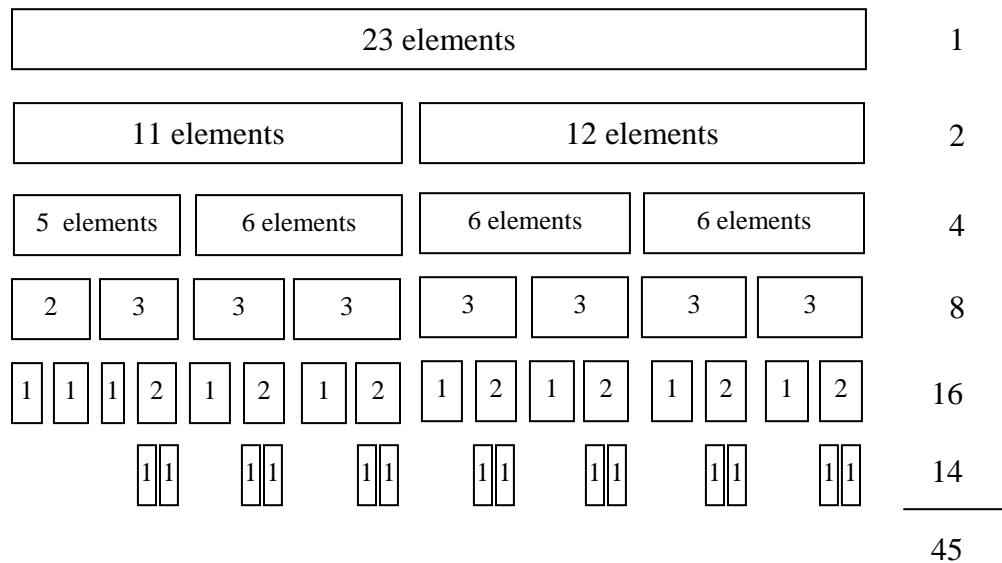 23 elements 1
11 elements 12 elements 2
5 elements 6 elements 6 elements 6 elements 4
2 3 3 3 3 3 3 3 8
1 1 1 2 1 2 1 2 1 2 1 2 1 2 1 2 16
1 1 1 1 1 1 1 1 1 1 1 1 1 1 14
45